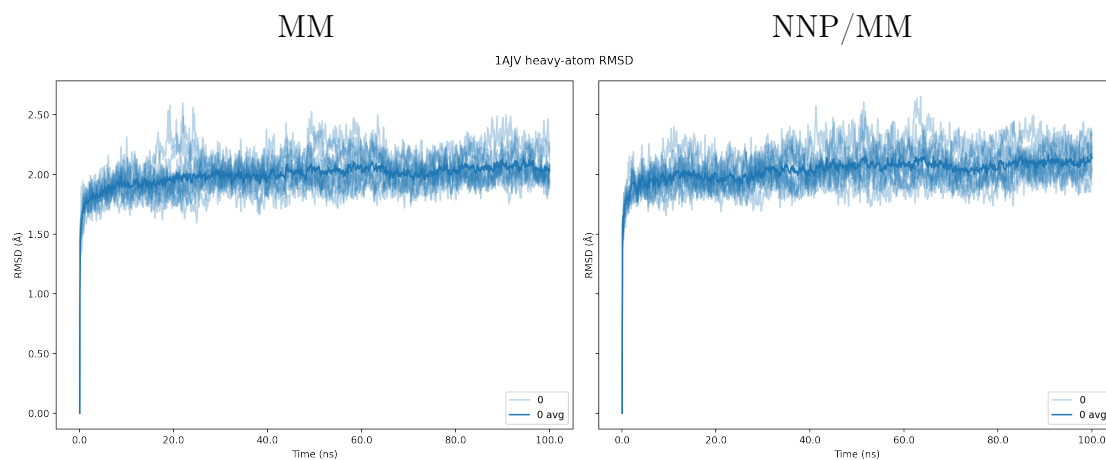 MM NNP/MM
1AJV heavy-atom RMSD
RMSD (Å)
2.50
2.00
1.50
1.00
0.50
0.00
0
0 avg
0.0 20.0 40.0 60.0 80.0 100.0
Time (ns)
RMSD (Å)
0
0 avg
0.0 20.0 40.0 60.0 80.0 100.0
Time (ns)